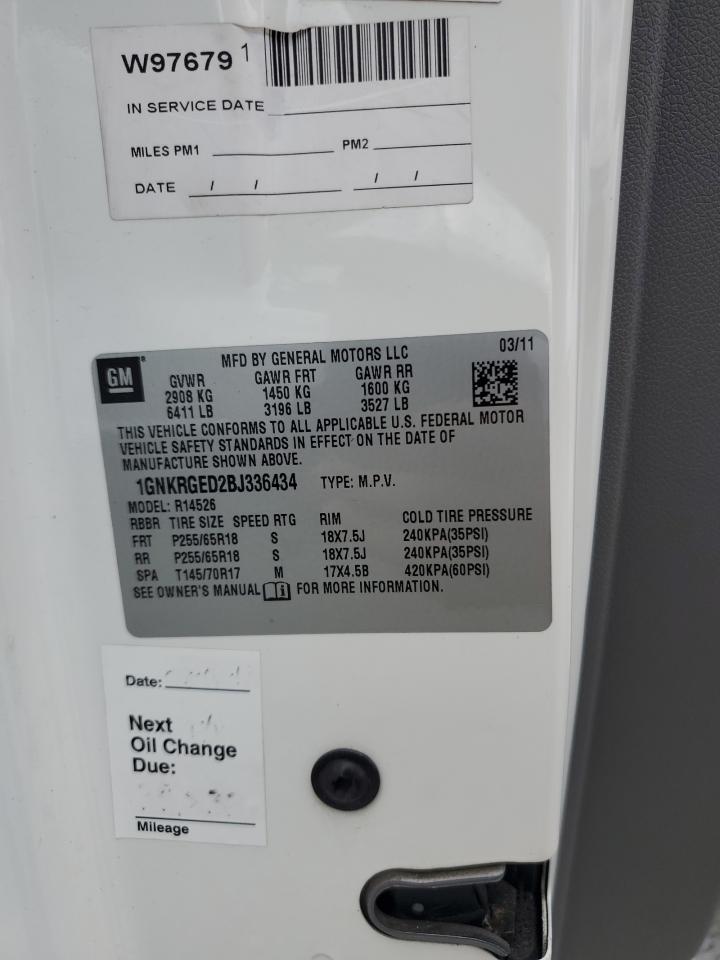 W97679 1
IN SERVICE DATE
MILES PM1 PM2
DATE / / / /
GM
MFD BY GENERAL MOTORS LLC 03/11
GVWR GAWR FRT GAWR RR
2908 KG 1450 KG 1600 KG
6411 LB 3196 LB 3527 LB
THIS VEHICLE CONFORMS TO ALL APPLICABLE U.S. FEDERAL MOTOR
VEHICLE SAFETY STANDARDS IN EFFECT ON THE DATE OF
MANUFACTURE SHOWN ABOVE.
1GNKRGED2BJ336434 TYPE: M.P.V.
MODEL: R14526
RBBR TIRE SIZE SPEED RTG RIM COLD TIRE PRESSURE
FRT P255/65R18 S 18X7.5J 240KPA(35PSI)
RR P255/65R18 S 18X7.5J 240KPA(35PSI)
SPA T145/70R17 M 17X4.5B 420KPA(60PSI)
SEE OWNER'S MANUAL i FOR MORE INFORMATION.
Date:
Next
Oil Change
Due:
Mileage